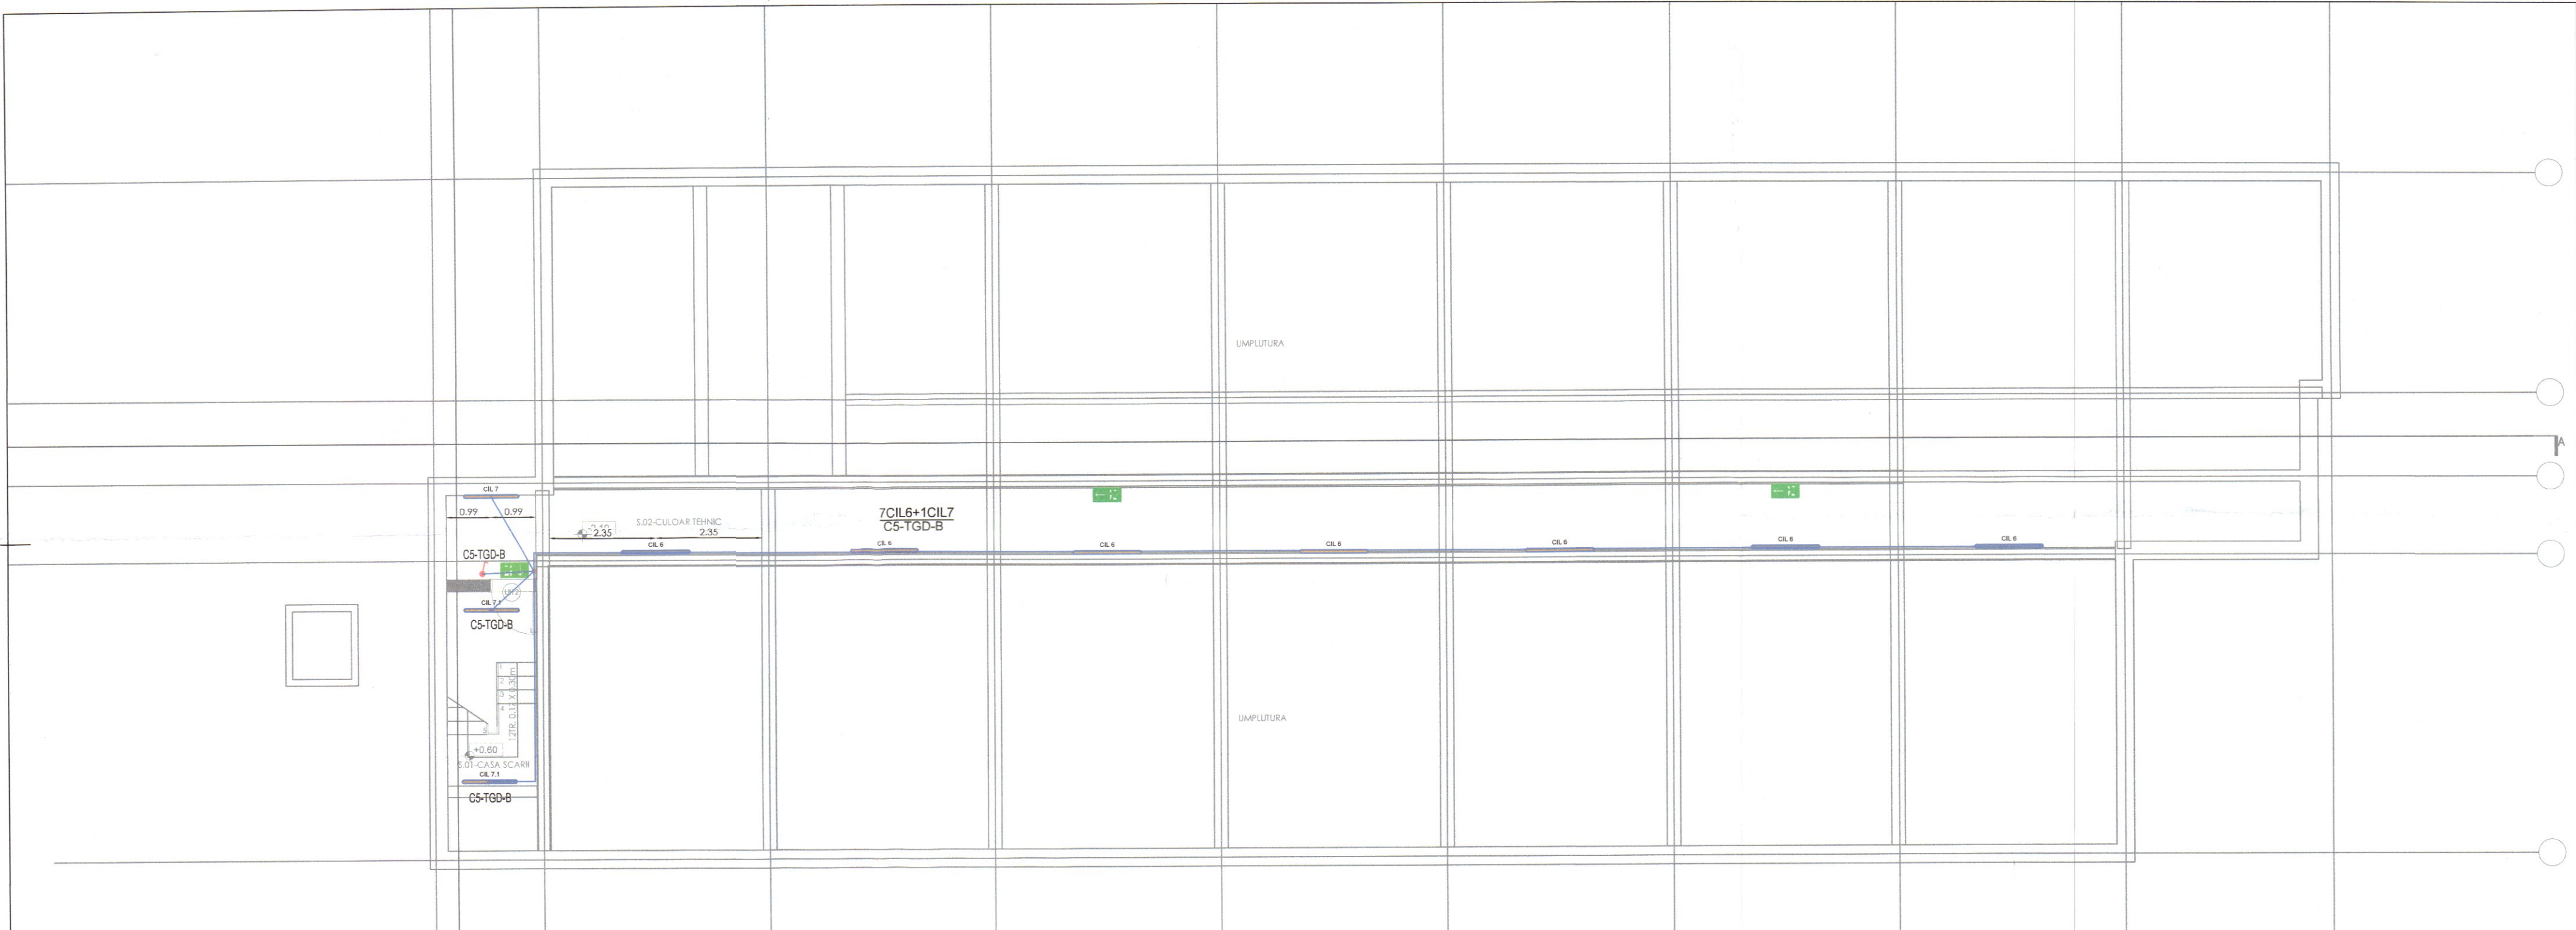 UMPLUTURA
A
CIL 7
0.99 0.99
S.02-CULOAR TEHNIC
2.35 2.35
7CIL6+1CIL7
C5-TGD-B
CIL 6
CIL 6
CIL 6
CIL 6
CIL 6
CIL 6
CIL 6
C5-TGD-B
CIL 7.1
C5-TGD-B
UMPLUTURA
+0.60
S.01-CASA SCARII
CIL 7.1
C5-TGD-B